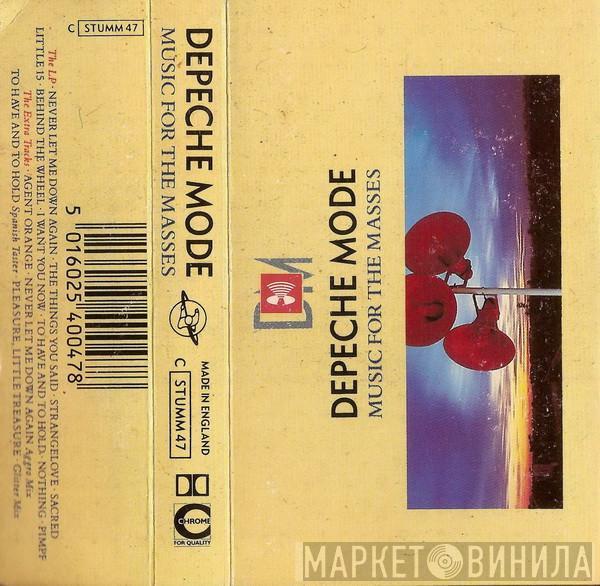 C STUMM 47
The LP · NEVER LET ME DOWN AGAIN · THE THINGS YOU SAID · STRANGELOVE · SACRED
LITTLE 15 · BEHIND THE WHEEL · I WANT YOU NOW · TO HAVE AND TO HOLD · NOTHING · PIMPF
The Extra Tracks · AGENT ORANGE · NEVER LET ME DOWN AGAIN Aggro Mix
TO HAVE AND TO HOLD Spanish Taster · PLEASURE, LITTLE TREASURE · Glitter Mix
5 016025 400478
DEPECHE MODE
MUSIC FOR THE MASSES
MADE IN ENGLAND
C STUMM 47
CHROME
FOR QUALITY
DM
DEPECHE MODE
MUSIC FOR THE MASSES
МАРКЕТ ВИНИЛА